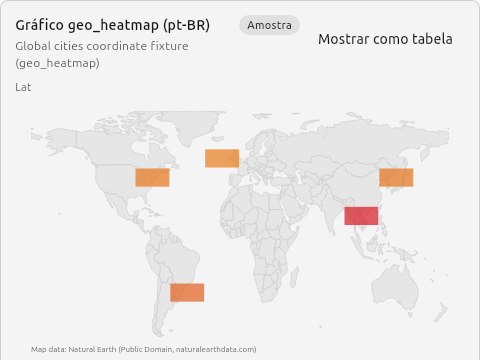 Gráfico geo_heatmap (pt-BR)
Amostra
Global cities coordinate fixture
(geo_heatmap)
Mostrar como tabela
Lat
Map data: Natural Earth (Public Domain, naturalearthdata.com)